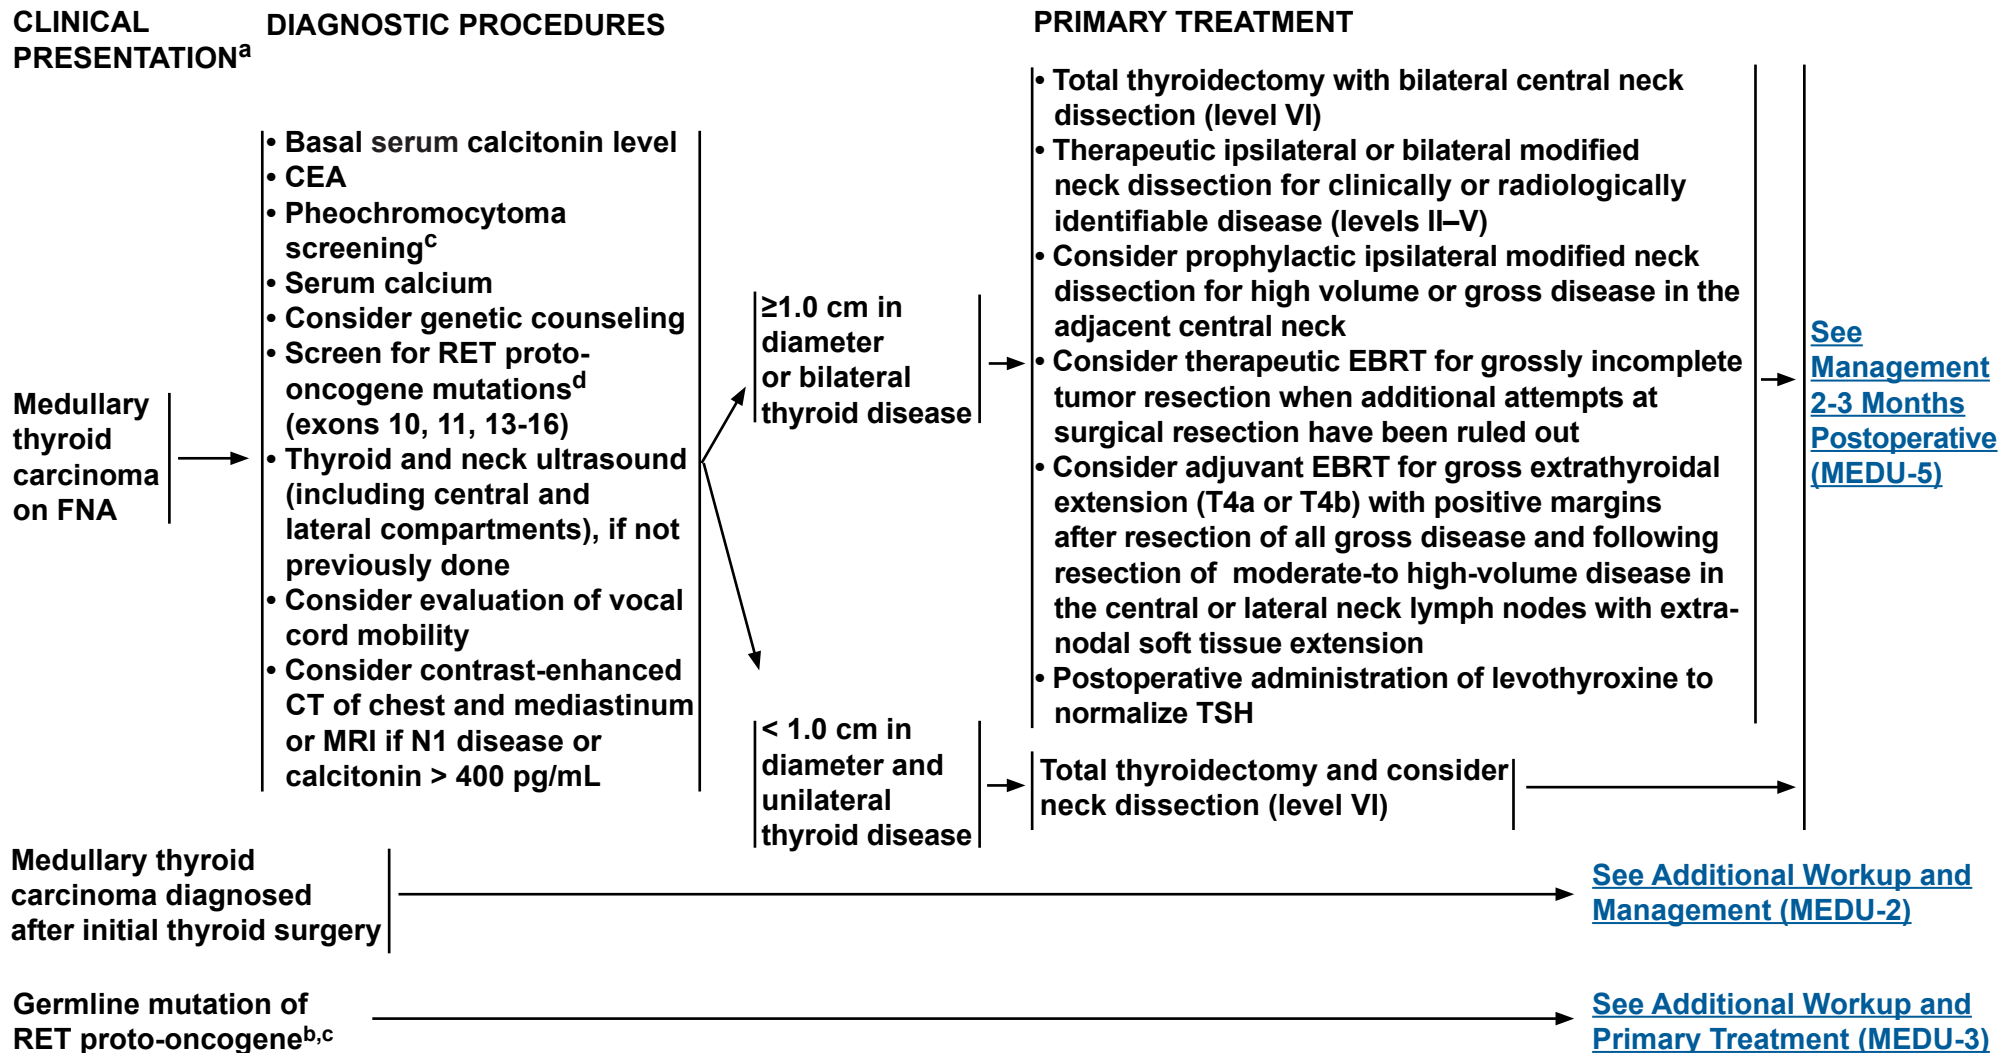 CLINICAL
PRESENTATIONa
DIAGNOSTIC PROCEDURES
PRIMARY TREATMENT
Medullary
thyroid
carcinoma
on FNA
• Basal serum calcitonin level
• CEA
• Pheochromocytoma
screeningc
• Serum calcium
• Consider genetic counseling
• Screen for RET proto-
oncogene mutationsd
(exons 10, 11, 13-16)
• Thyroid and neck ultrasound
(including central and
lateral compartments), if not
previously done
• Consider evaluation of vocal
cord mobility
• Consider contrast-enhanced
CT of chest and mediastinum
or MRI if N1 disease or
calcitonin > 400 pg/mL
≥1.0 cm in
diameter
or bilateral
thyroid disease
• Total thyroidectomy with bilateral central neck
dissection (level VI)
• Therapeutic ipsilateral or bilateral modified
neck dissection for clinically or radiologically
identifiable disease (levels II–V)
• Consider prophylactic ipsilateral modified neck
dissection for high volume or gross disease in the
adjacent central neck
• Consider therapeutic EBRT for grossly incomplete
tumor resection when additional attempts at
surgical resection have been ruled out
• Consider adjuvant EBRT for gross extrathyroidal
extension (T4a or T4b) with positive margins
after resection of all gross disease and following
resection of moderate-to high-volume disease in
the central or lateral neck lymph nodes with extra-
nodal soft tissue extension
• Postoperative administration of levothyroxine to
normalize TSH
< 1.0 cm in
diameter and
unilateral
thyroid disease
Total thyroidectomy and consider
neck dissection (level VI)
See
Management
2-3 Months
Postoperative
(MEDU-5)
Medullary thyroid
carcinoma diagnosed
after initial thyroid surgery
See Additional Workup and
Management (MEDU-2)
Germline mutation of
RET proto-oncogeneb,c
See Additional Workup and
Primary Treatment (MEDU-3)